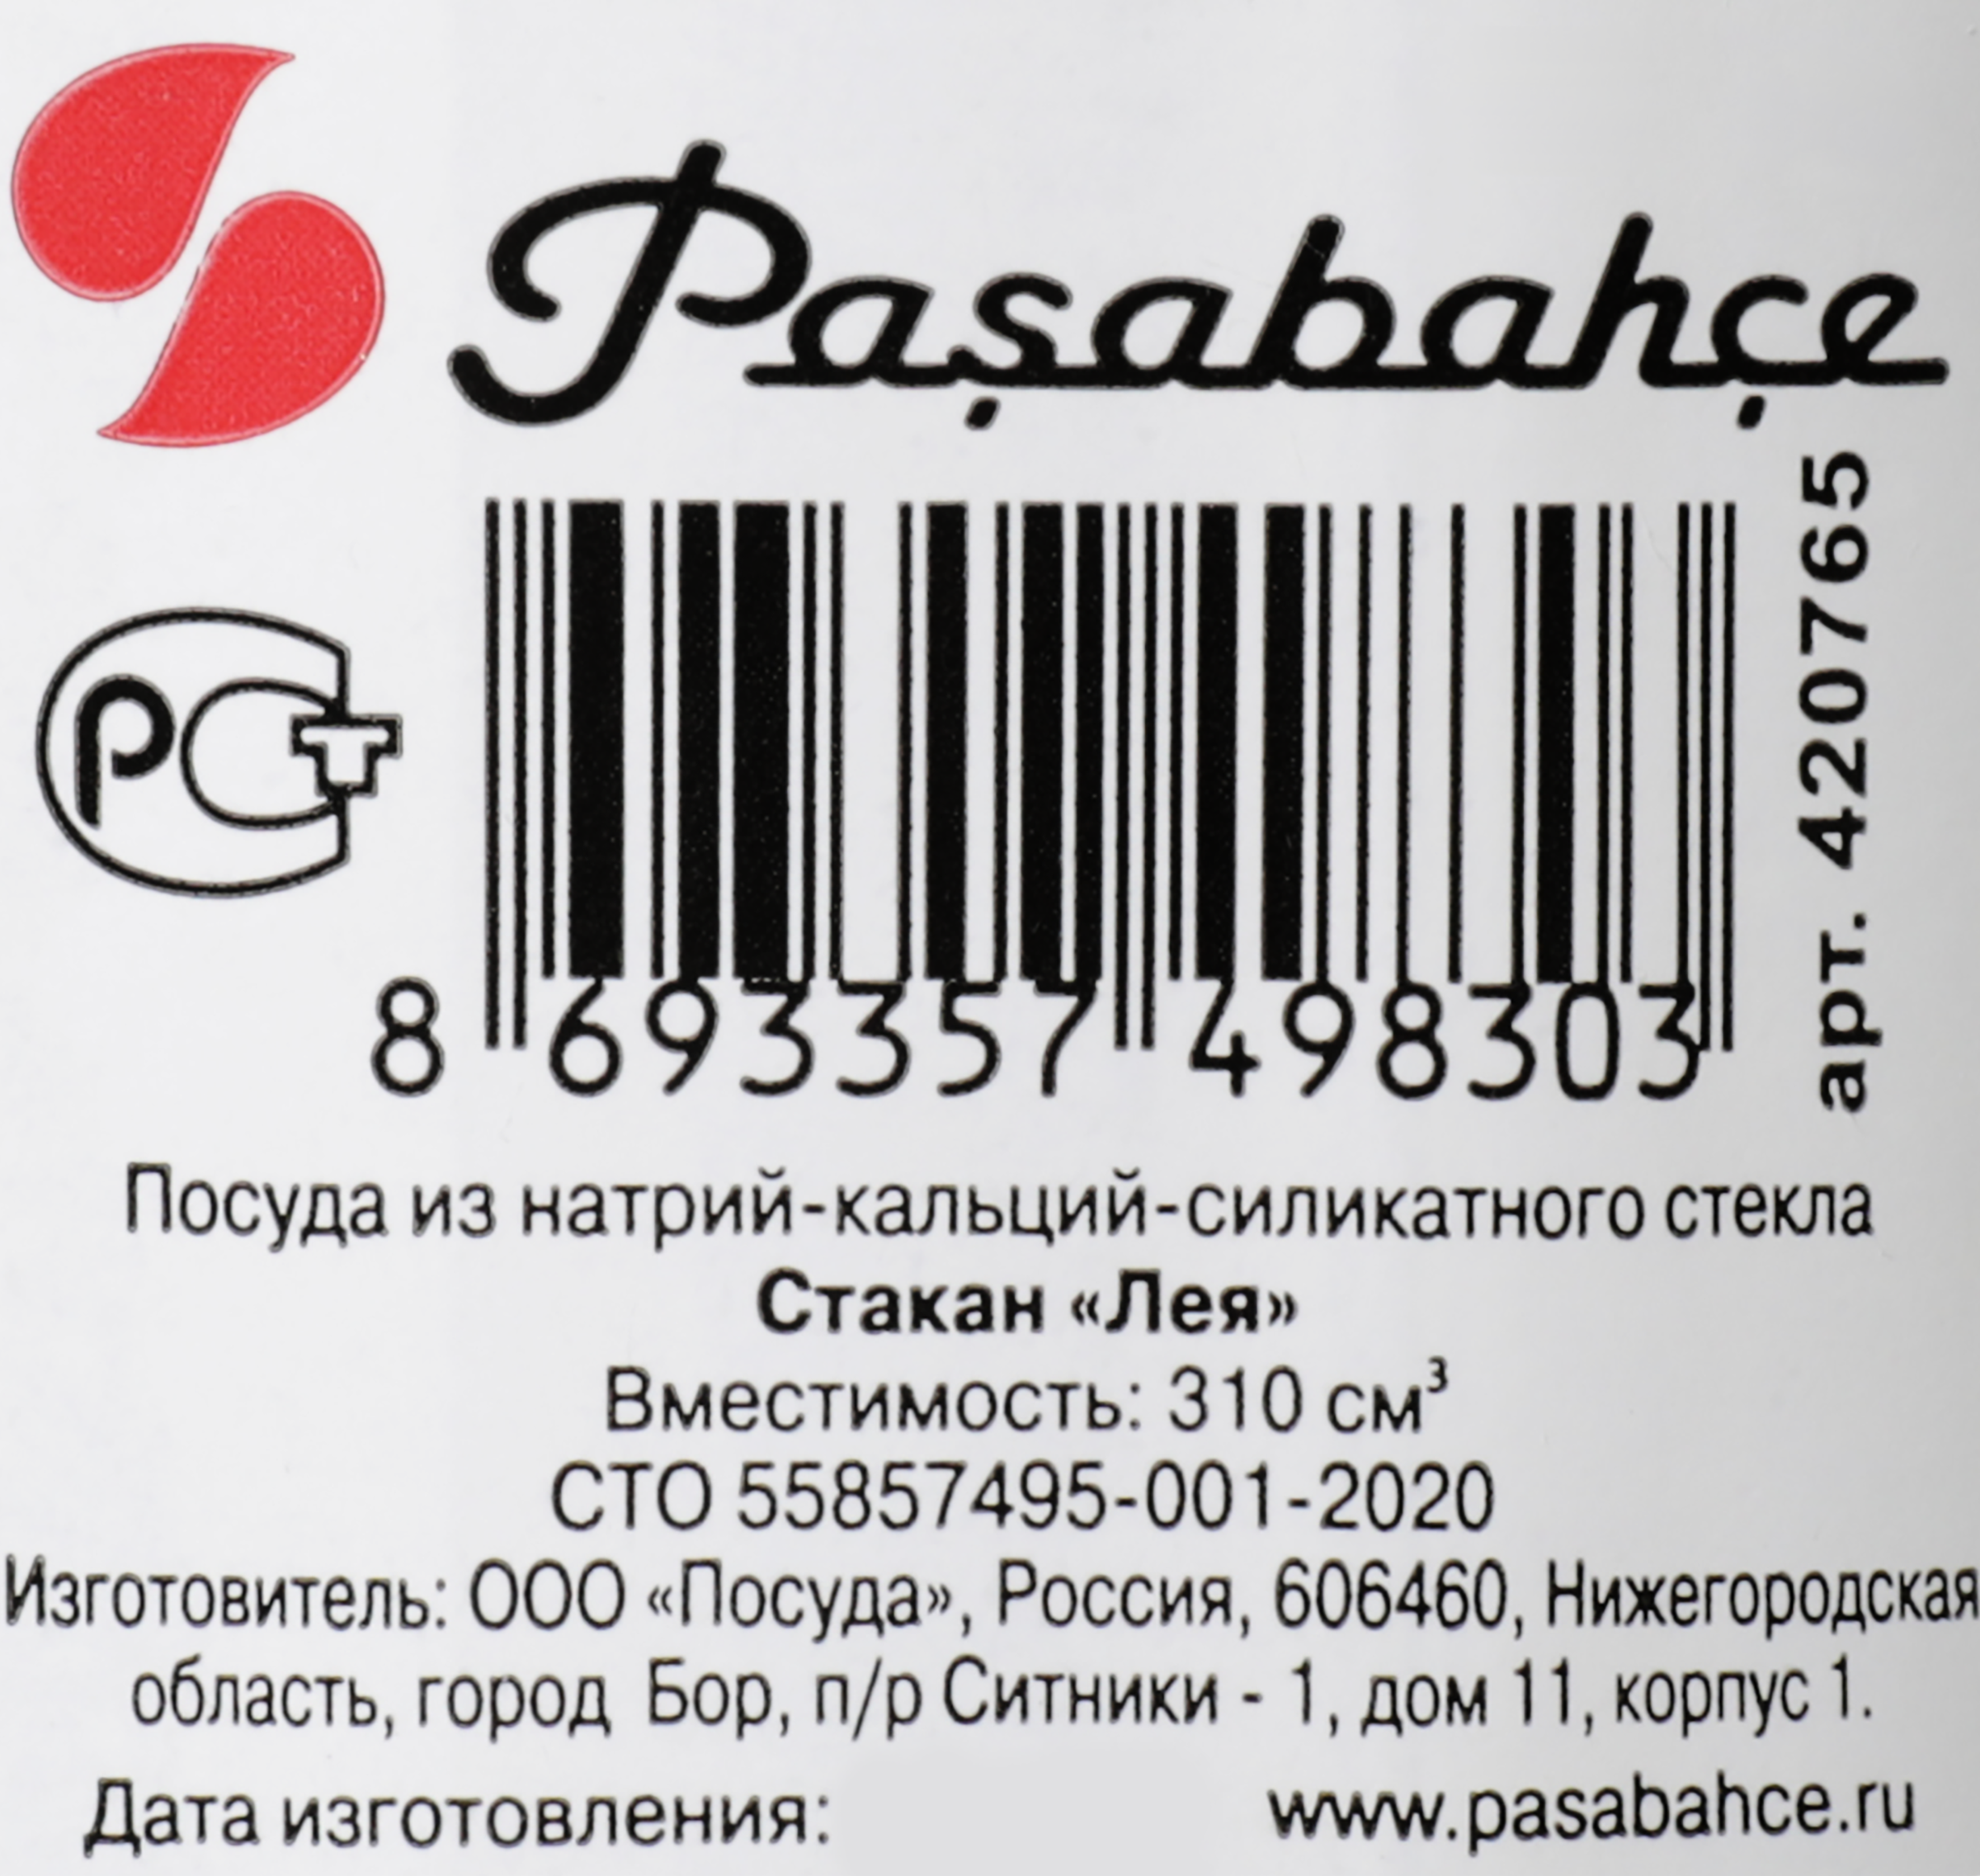 Paşabahçe
арт. 420765
РСТ
8 693357 498303
Посуда из натрий-кальций-силикатного стекла
Стакан «Лея»
Вместимость: 310 см³
СТО 55857495-001-2020
Изготовитель: ООО «Посуда», Россия, 606460, Нижегородская
область, город Бор, п/р Ситники - 1, дом 11, корпус 1.
Дата изготовления:
www.pasabahce.ru